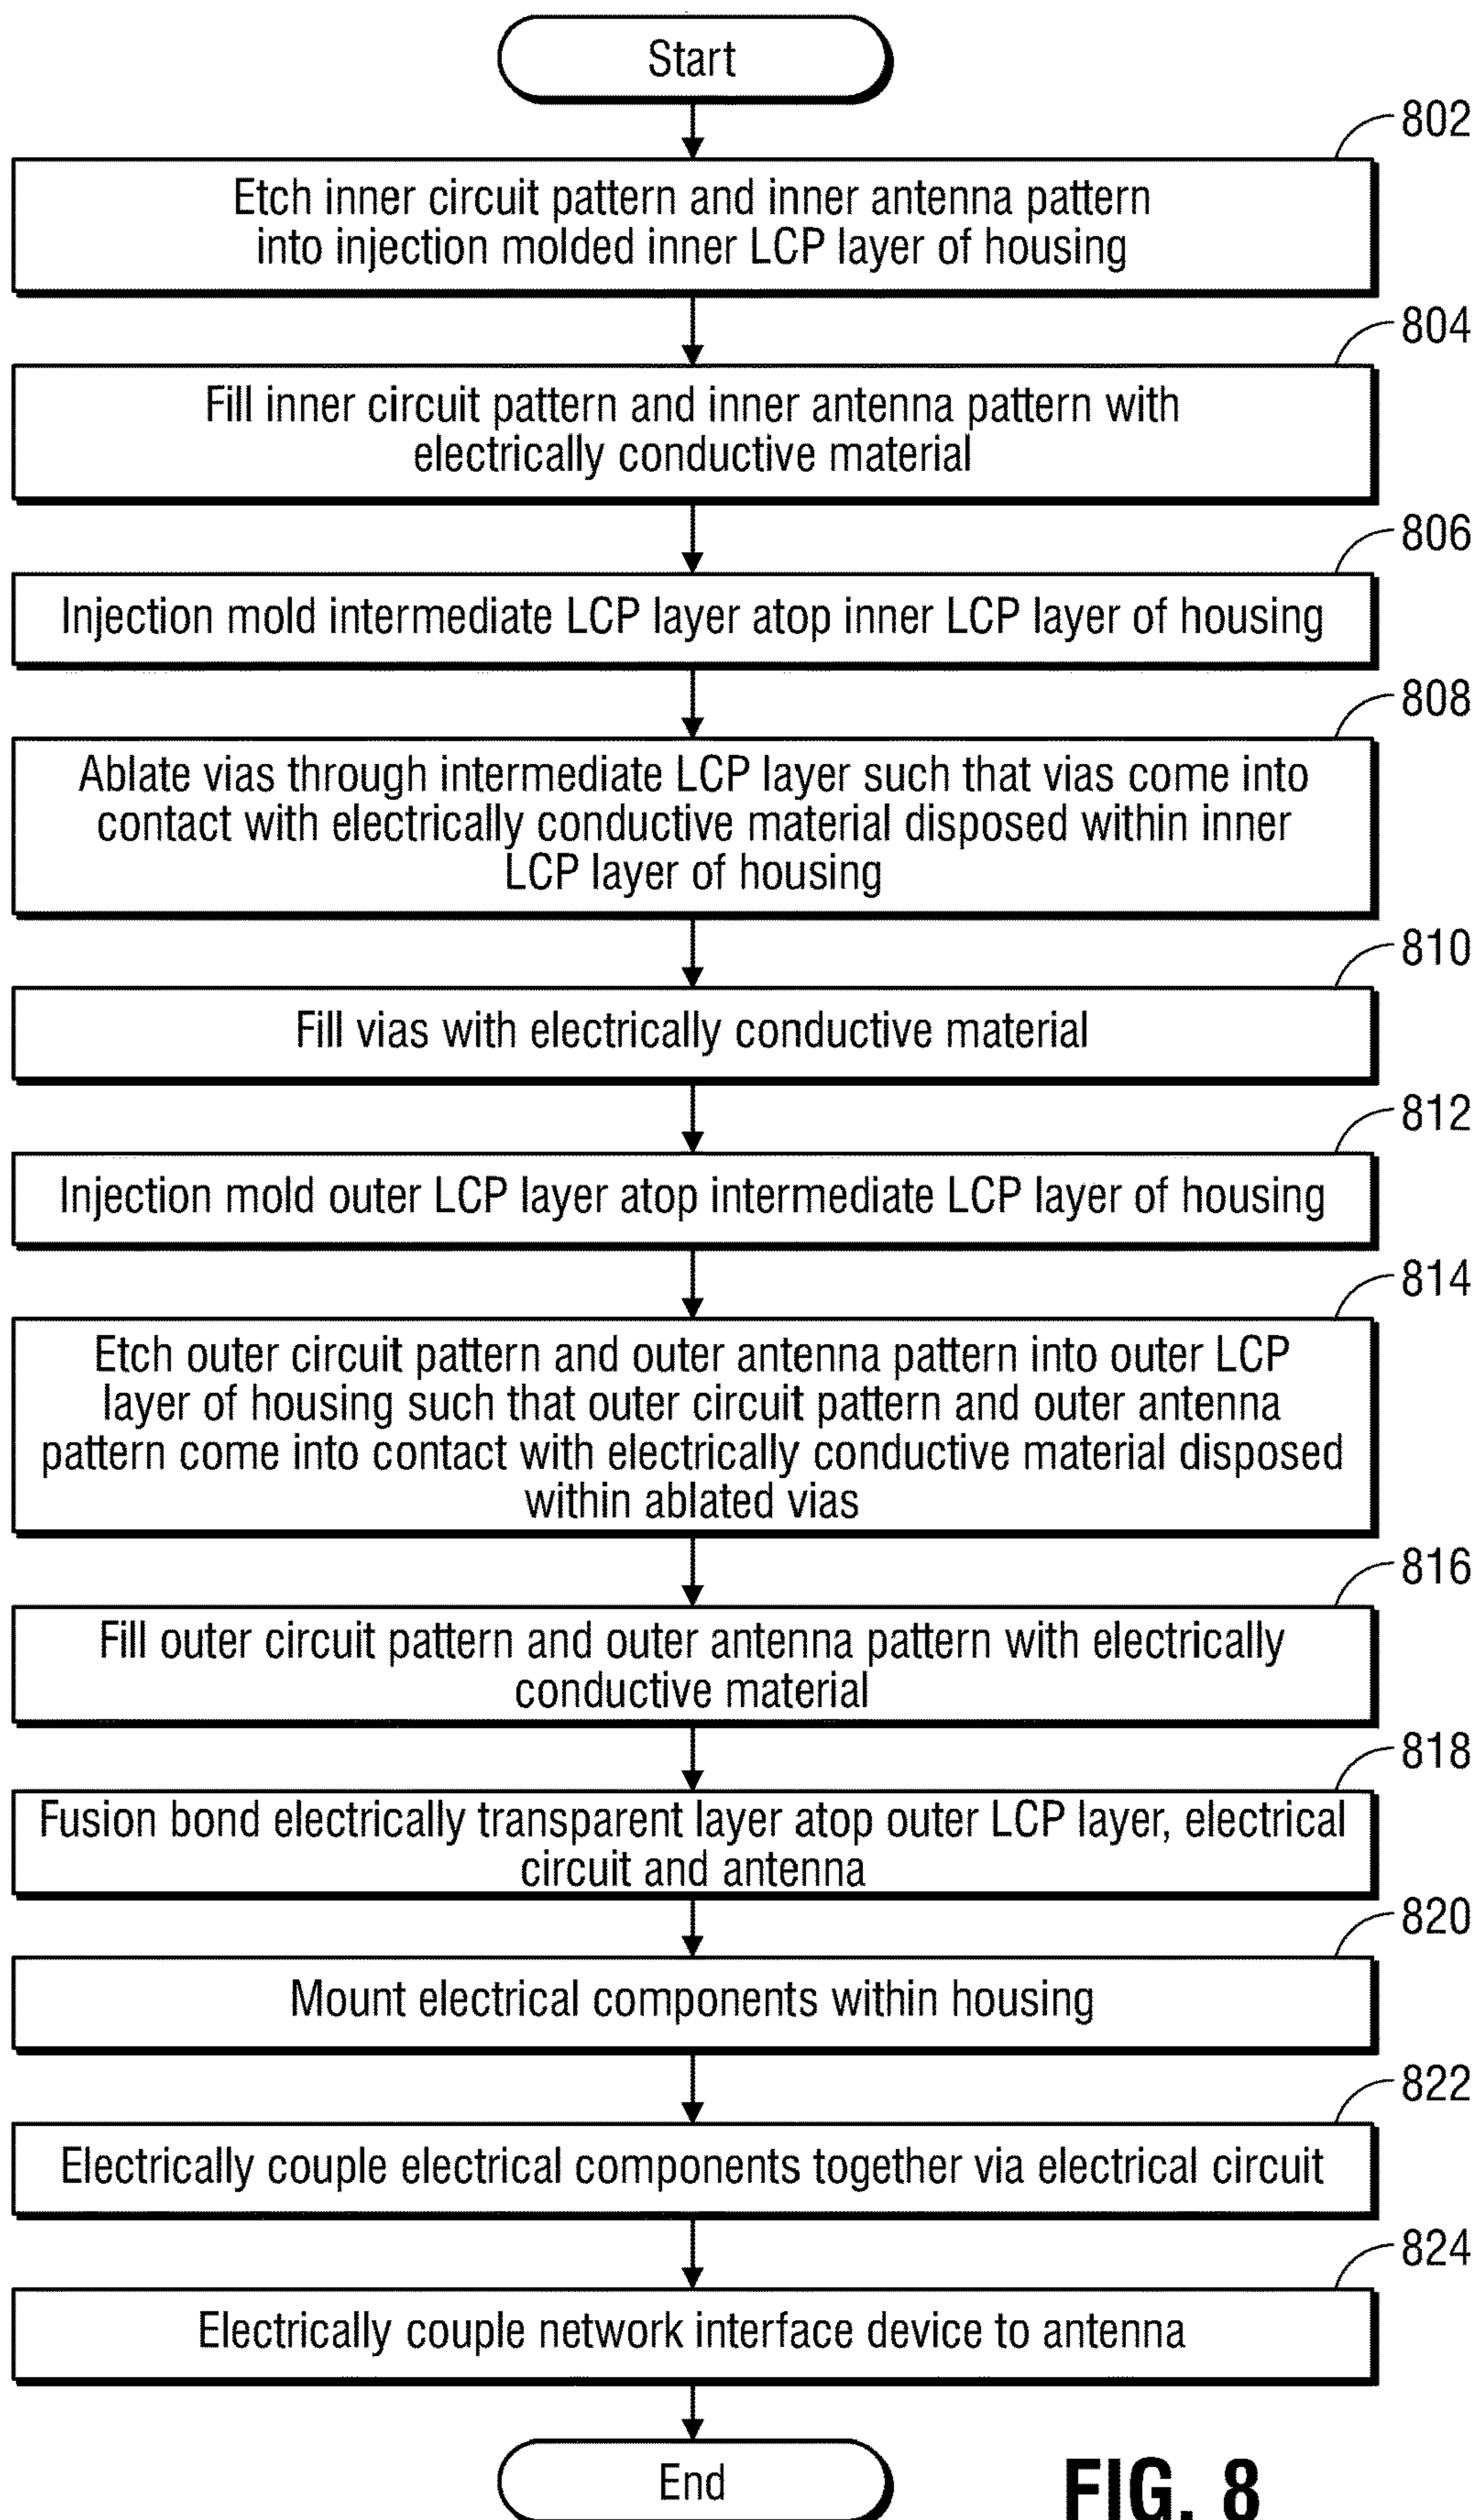 Start
802
Etch inner circuit pattern and inner antenna pattern
into injection molded inner LCP layer of housing
804
Fill inner circuit pattern and inner antenna pattern with
electrically conductive material
806
Injection mold intermediate LCP layer atop inner LCP layer of housing
808
Ablate vias through intermediate LCP layer such that vias come into
contact with electrically conductive material disposed within inner
LCP layer of housing
810
Fill vias with electrically conductive material
812
Injection mold outer LCP layer atop intermediate LCP layer of housing
814
Etch outer circuit pattern and outer antenna pattern into outer LCP
layer of housing such that outer circuit pattern and outer antenna
pattern come into contact with electrically conductive material disposed
within ablated vias
816
Fill outer circuit pattern and outer antenna pattern with electrically
conductive material
818
Fusion bond electrically transparent layer atop outer LCP layer, electrical
circuit and antenna
820
Mount electrical components within housing
822
Electrically couple electrical components together via electrical circuit
824
Electrically couple network interface device to antenna
End
FIG. 8